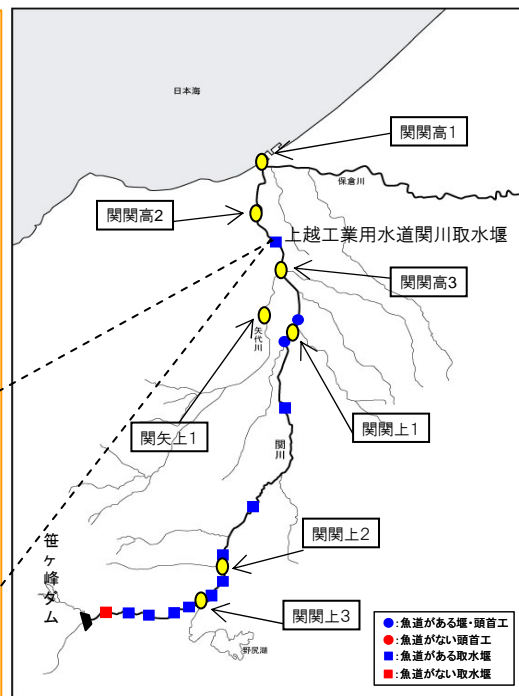 日本海
関関高1
保倉川
関関高2
上越工業用水道関川取水堰
関関高3
矢代川
関矢上1
関関上1
関川
関関上2
笹ヶ峰ダム
関関上3
野尻湖
●:魚道がある堰・頭首工
●:魚道がない頭首工
■:魚道がある取水堰
■:魚道がない取水堰